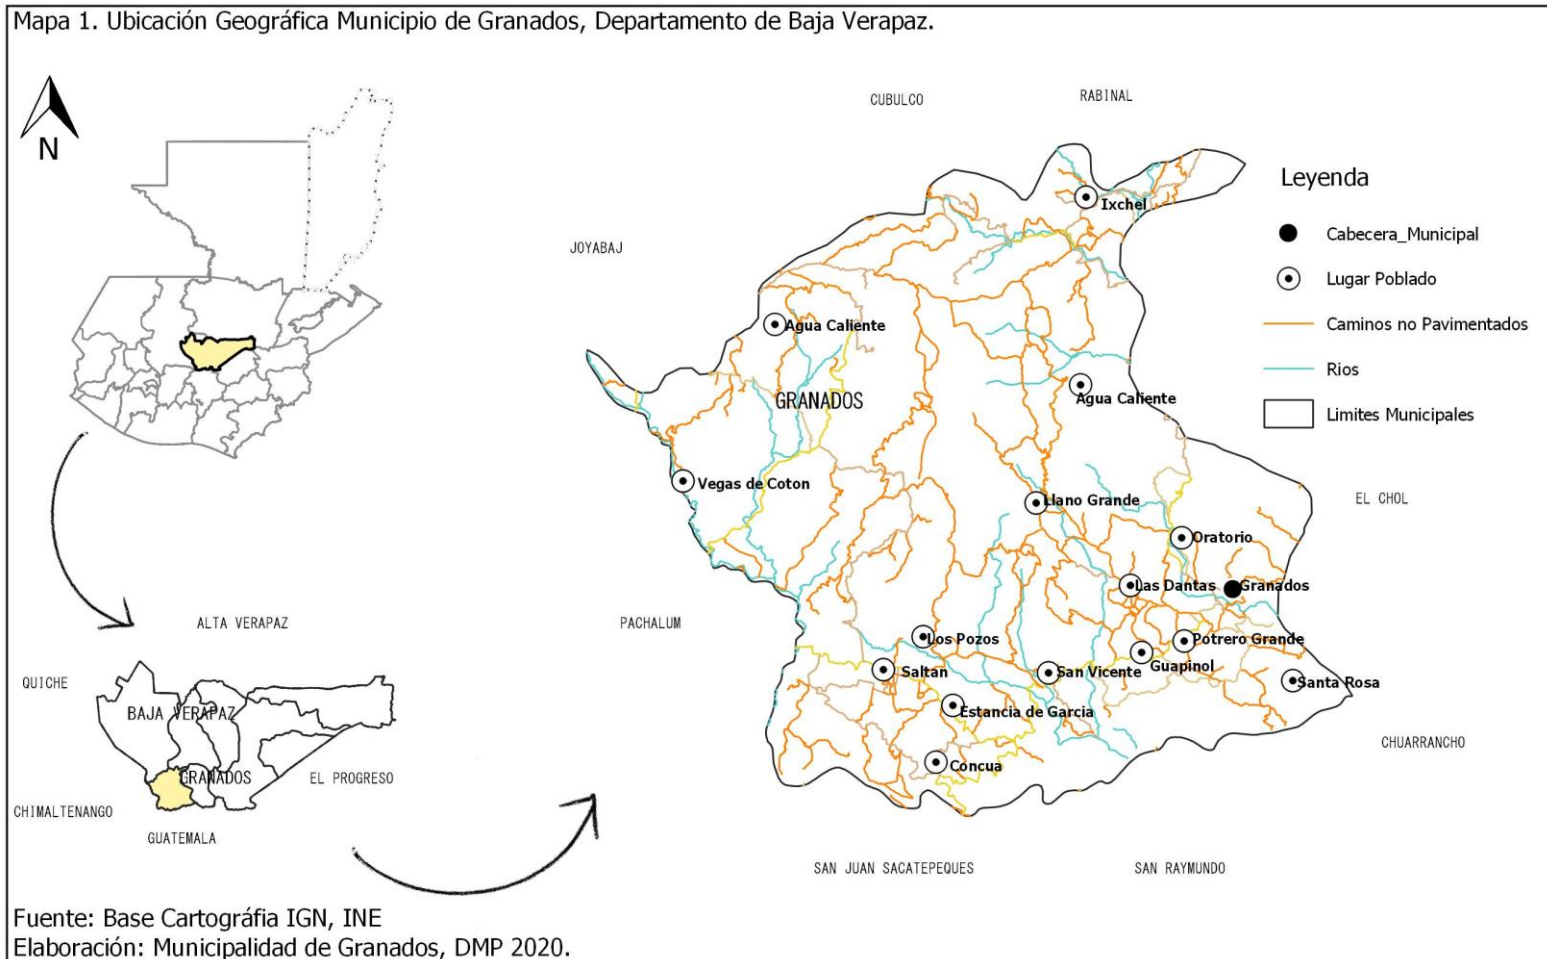 Mapa 1. Ubicación Geográfica Municipio de Granados, Departamento de Baja Verapaz.
N
CUBULCO
RABINAL
JOYABAJ
Ixchel
Agua Caliente
GRANADOS
Agua Caliente
Vegas de Coton
Llano Grande
EL CHOL
Oratorio
Las Dantas
Granados
PACHALUM
Los Pozos
Potrero Grande
Guapinol
Saltan
San Vicente
Santa Rosa
Estancia de Garcia
CHUARRANCHO
Concua
SAN JUAN SACATEPEQUES
SAN RAYMUNDO
Leyenda
Cabecera_Municipal
Lugar Poblado
Caminos no Pavimentados
Rios
Limites Municipales
ALTA VERAPAZ
QUICHE
BAJA VERAPAZ
GRANADOS
EL PROGRESO
CHIMALTENANGO
GUATEMALA
Fuente: Base Cartográfia IGN, INE
Elaboración: Municipalidad de Granados, DMP 2020.